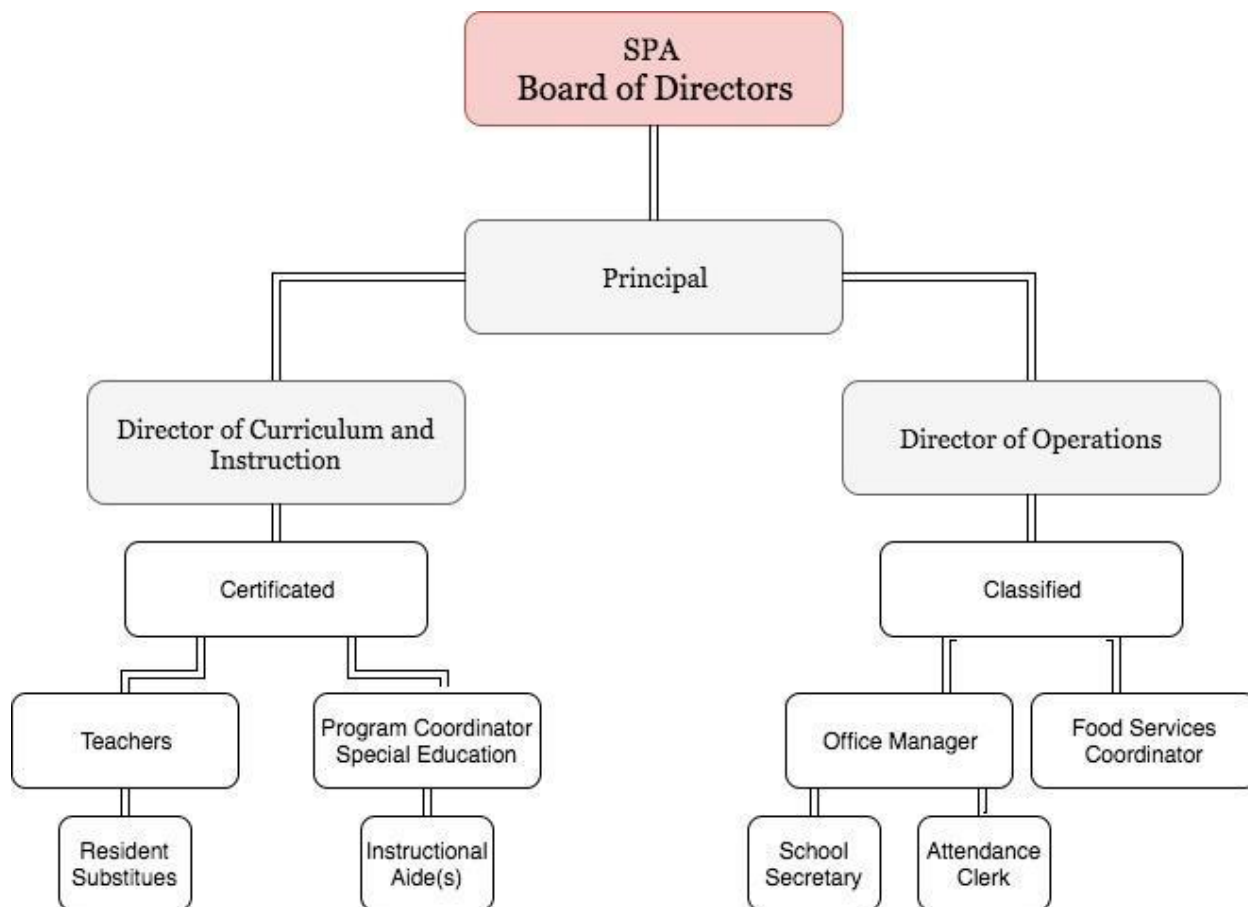 SPA
Board of Directors
Principal
Director of Curriculum and
Instruction
Director of Operations
Certificated
Classified
Teachers
Program Coordinator
Special Education
Office Manager
Food Services
Coordinator
Resident
Substitues
Instructional
Aide(s)
School
Secretary
Attendance
Clerk